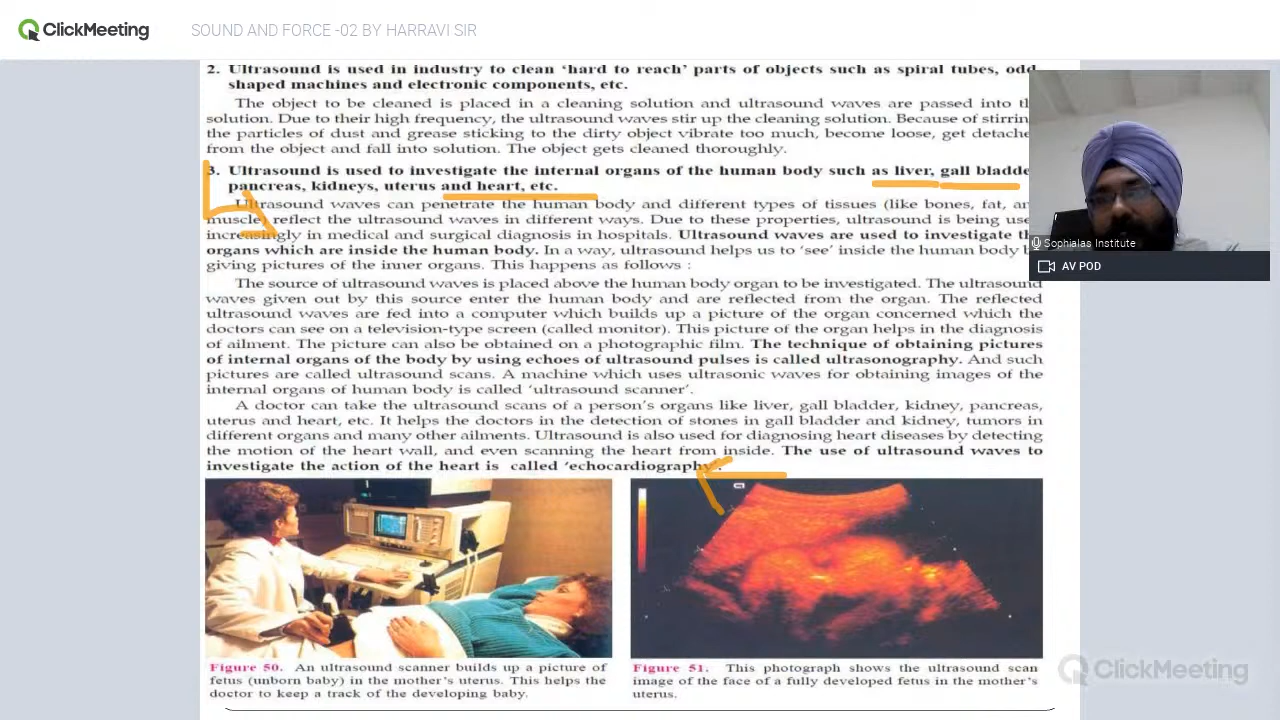 ClickMeeting
SOUND AND FORCE -02 BY HARRAVI SIR
2. Ultrasound is used in industry to clean ‘hard to reach’ parts of objects such as spiral tubes, odd
shaped machines and electronic components, etc.
The object to be cleaned is placed in a cleaning solution and ultrasound waves are passed into
solution. Due to their high frequency, the ultrasound waves stir up the cleaning solution. Because of
the particles of dust and grease sticking to the dirty object vibrate too much, become loose, get
from the object and fall into solution. The object gets cleaned thoroughly.
3. Ultrasound is used to investigate the internal organs of the human body such as liver, gall
pancreas, kidneys, uterus and heart, etc.
Ultrasound waves can penetrate the human body and different types of tissues (like bones, fat,
muscle reflect the ultrasound waves in different ways. Due to these properties, ultrasound is being
increasingly in medical and surgical diagnosis in hospitals. Ultrasound waves are used to investigate
organs which are inside the human body. In a way, ultrasound helps us to ‘see’ inside the human body
giving pictures of the inner organs. This happens as follows :
The source of ultrasound waves is placed above the human body organ to be investigated. The ultrasound
waves given out by this source enter the human body and are reflected from the organ. The reflected
ultrasound waves are fed into a computer which builds up a picture of the organ concerned which the
doctors can see on a television-type screen (called monitor). This picture of the organ helps in the diagnosis
of ailment. The picture can also be obtained on a photographic film. The technique of obtaining pictures
of internal organs of the body by using echoes of ultrasound pulses is called ultrasonography. And such
pictures are called ultrasound scans. A machine which uses ultrasonic waves for obtaining images of the
internal organs of human body is called ‘ultrasound scanner’.
A doctor can take the ultrasound scans of a person’s organs like liver, gall bladder, kidney, pancreas,
uterus and heart, etc. It helps the doctors in the detection of stones in gall bladder and kidney, tumors in
different organs and many other ailments. Ultrasound is also used for diagnosing heart diseases by detecting
the motion of the heart wall, and even scanning the heart from inside. The use of ultrasound waves to
investigate the action of the heart is called ‘echocardiography’.
Figure 50. An ultrasound scanner builds up a picture of
fetus (unborn baby) in the mother’s uterus. This helps the
doctor to keep a track of the developing baby.
Figure 51. This photograph shows the ultrasound scan
image of the face of a fully developed fetus in the mother’s
uterus.
Sophialas Institute
AV POD
ClickMeeting